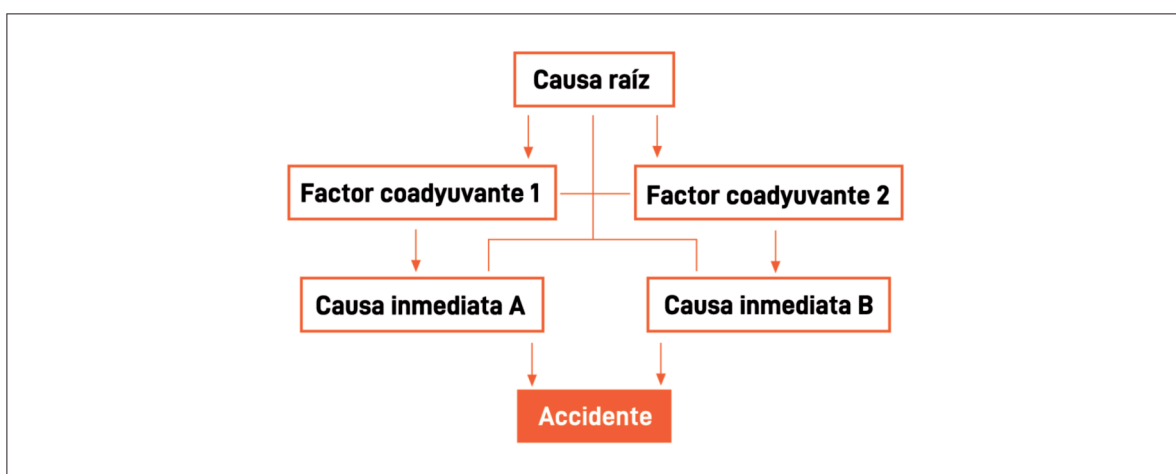 Causa raíz
Factor coadyuvante 1
Factor coadyuvante 2
Causa inmediata A
Causa inmediata B
Accidente